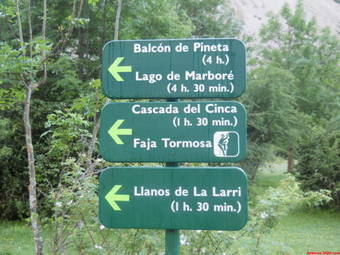 Balcón de Pineta
(4 h.)
Lago de Marboré
(4 h. 30 min.)
Cascada del Cinca
(1 h. 30 min.)
Faja Tormosa
Llanos de La Larri
(1 h. 30 min.)